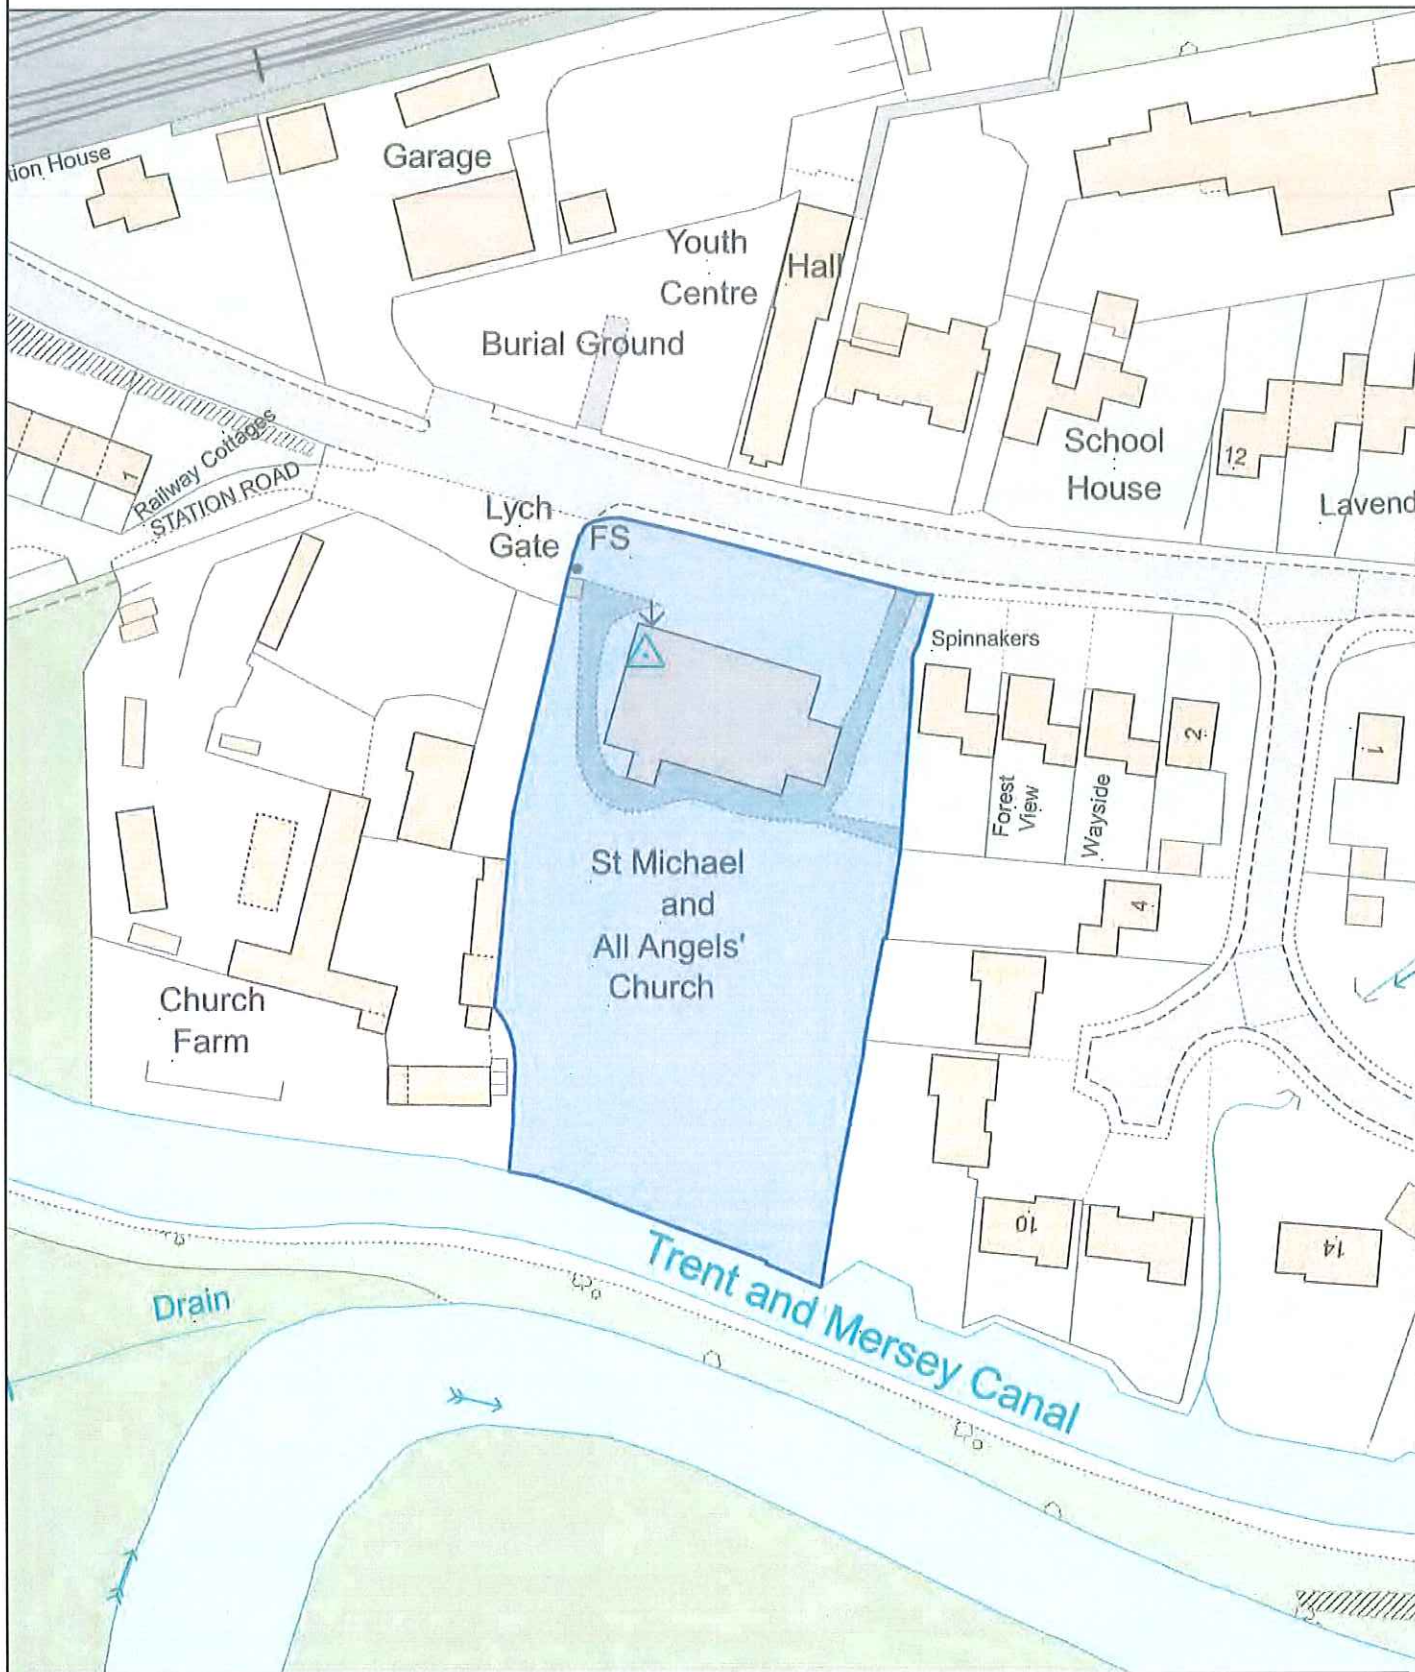 tion House
Garage
Youth
Centre
Hall
Burial Ground
Railway Cottages
1
STATION ROAD
School
House
12
Lavend
Lych
Gate
FS
Spinnakers
Forest
View
Wayside
2
1
4
St Michael
and
All Angels'
Church
Church
Farm
10
14
Trent and Mersey Canal
Drain